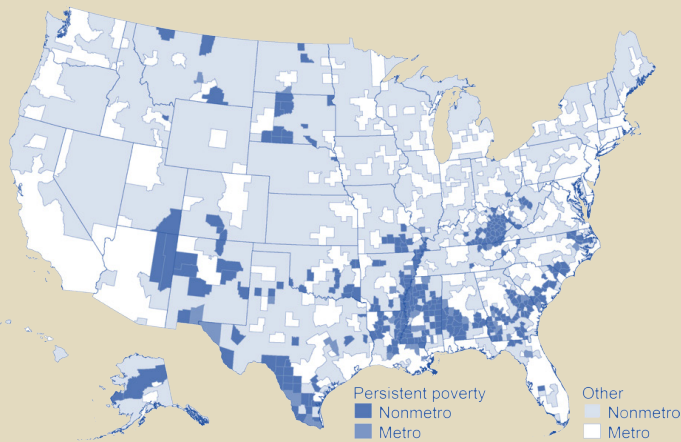 Persistent poverty
Nonmetro
Metro
Other
Nonmetro
Metro